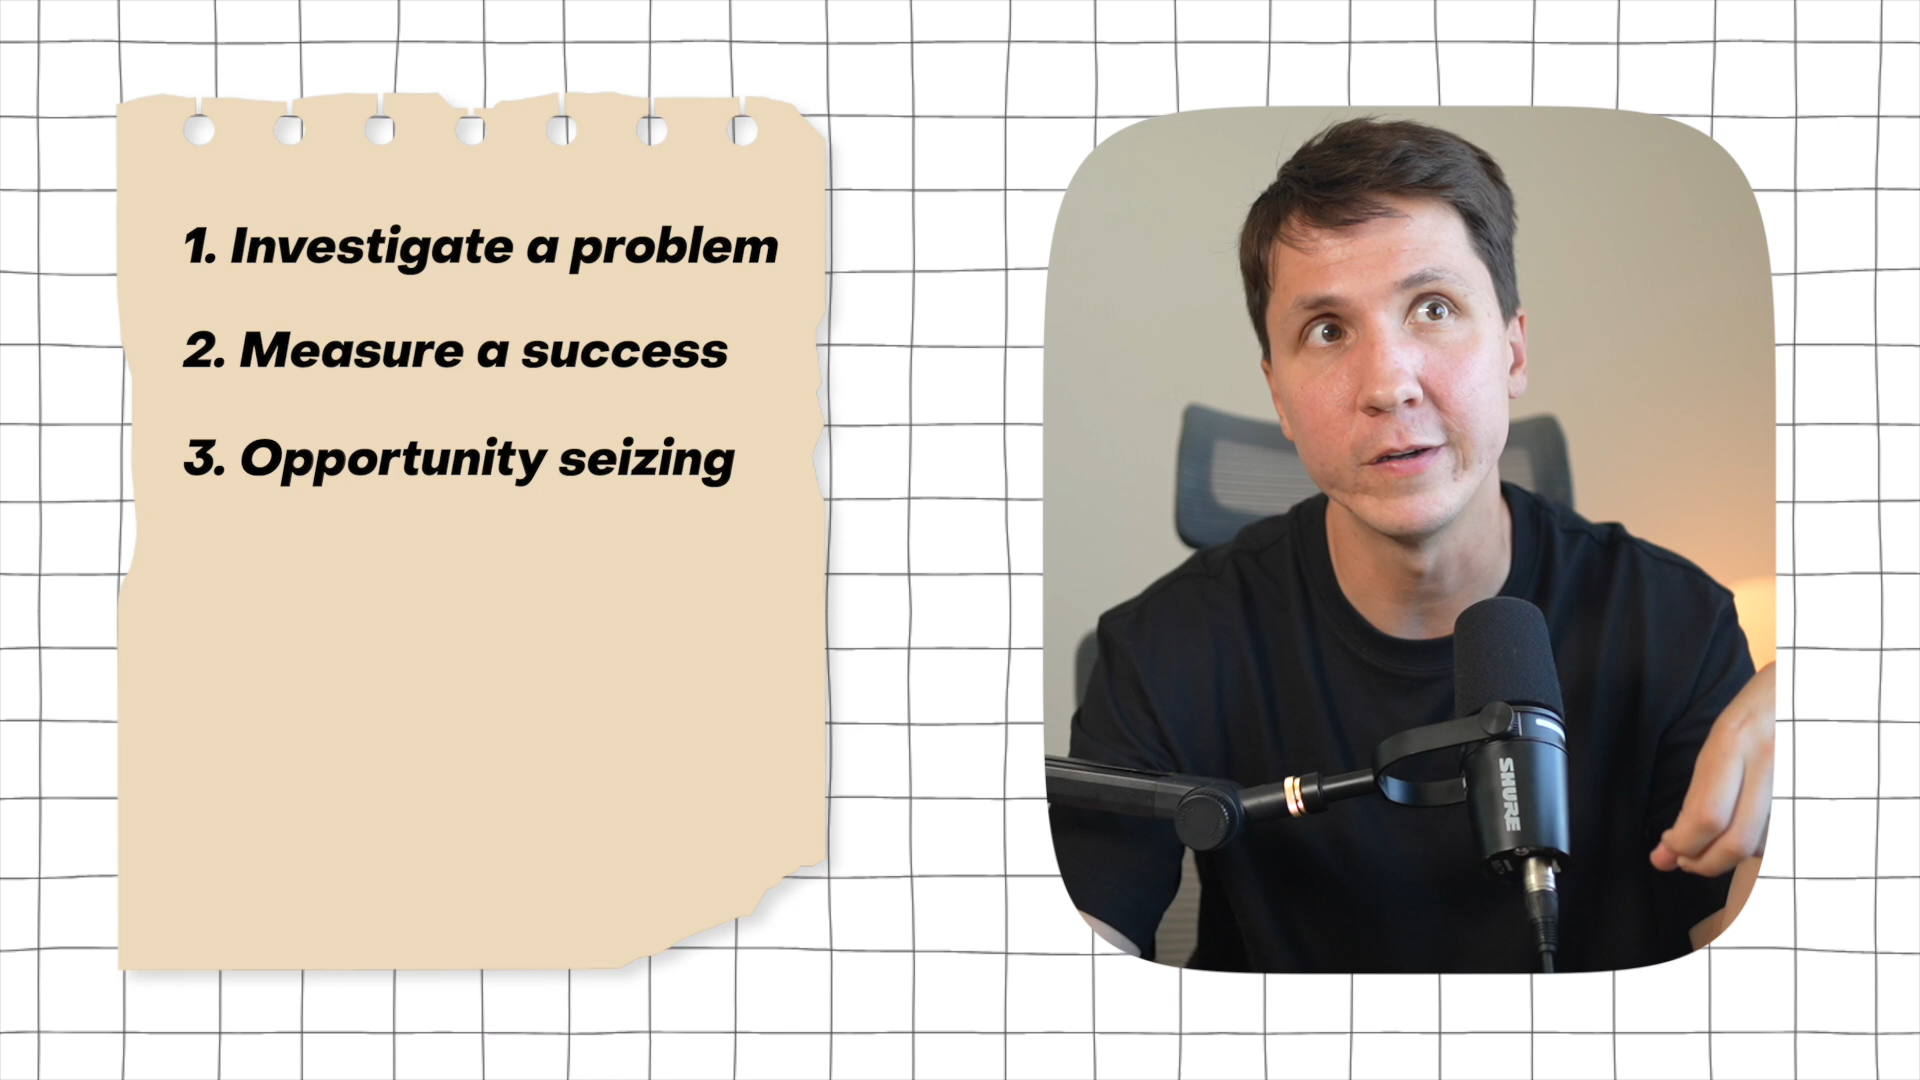 1. Investigate a problem
2. Measure a success
3. Opportunity seizing
SHURE